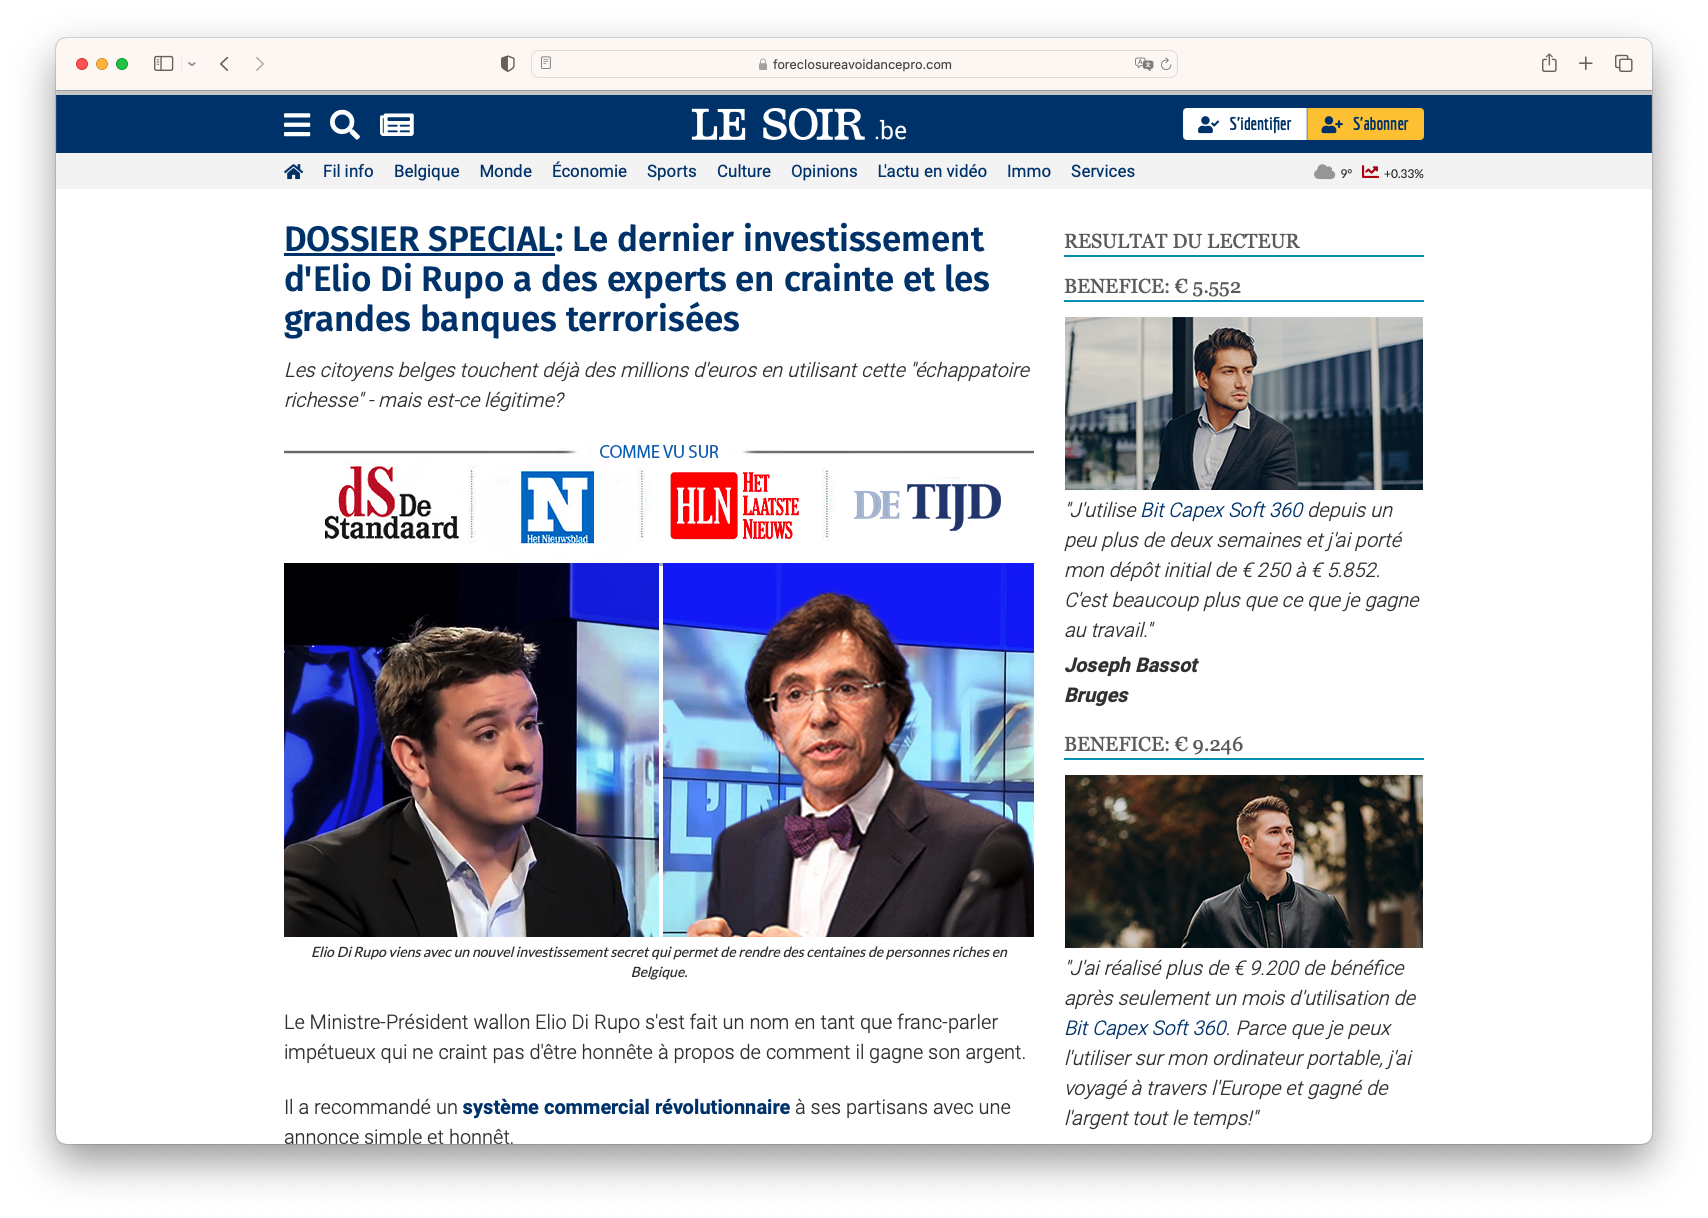 foreclosureavoidancepro.com
LE SOIR .be
S'identifier
S'abonner
Fil info
Belgique
Monde
Économie
Sports
Culture
Opinions
L'actu en vidéo
Immo
Services
9°
+0.33%
DOSSIER SPECIAL: Le dernier investissement
d'Elio Di Rupo a des experts en crainte et les
grandes banques terrorisées
Les citoyens belges touchent déjà des millions d'euros en utilisant cette "échappatoire
richesse" - mais est-ce légitime?
COMME VU SUR
dS De
Standaard
N
Het Nieuwsblad
HLN
HET
LAATSTE
NIEUWS
DE TIJD
L'IN
Elio Di Rupo viens avec un nouvel investissement secret qui permet de rendre des centaines de personnes riches en
Belgique.
Le Ministre-Président wallon Elio Di Rupo s'est fait un nom en tant que franc-parler
impétueux qui ne craint pas d'être honnête à propos de comment il gagne son argent.
Il a recommandé un système commercial révolutionnaire à ses partisans avec une
annonce simple et honnêt.
RESULTAT DU LECTEUR
BENEFICE: € 5.552
"J'utilise Bit Capex Soft 360 depuis un
peu plus de deux semaines et j'ai porté
mon dépôt initial de € 250 à € 5.852.
C'est beaucoup plus que ce que je gagne
au travail."
Joseph Bassot
Bruges
BENEFICE: € 9.246
"J'ai réalisé plus de € 9.200 de bénéfice
après seulement un mois d'utilisation de
Bit Capex Soft 360. Parce que je peux
l'utiliser sur mon ordinateur portable, j'ai
voyagé à travers l'Europe et gagné de
l'argent tout le temps!"